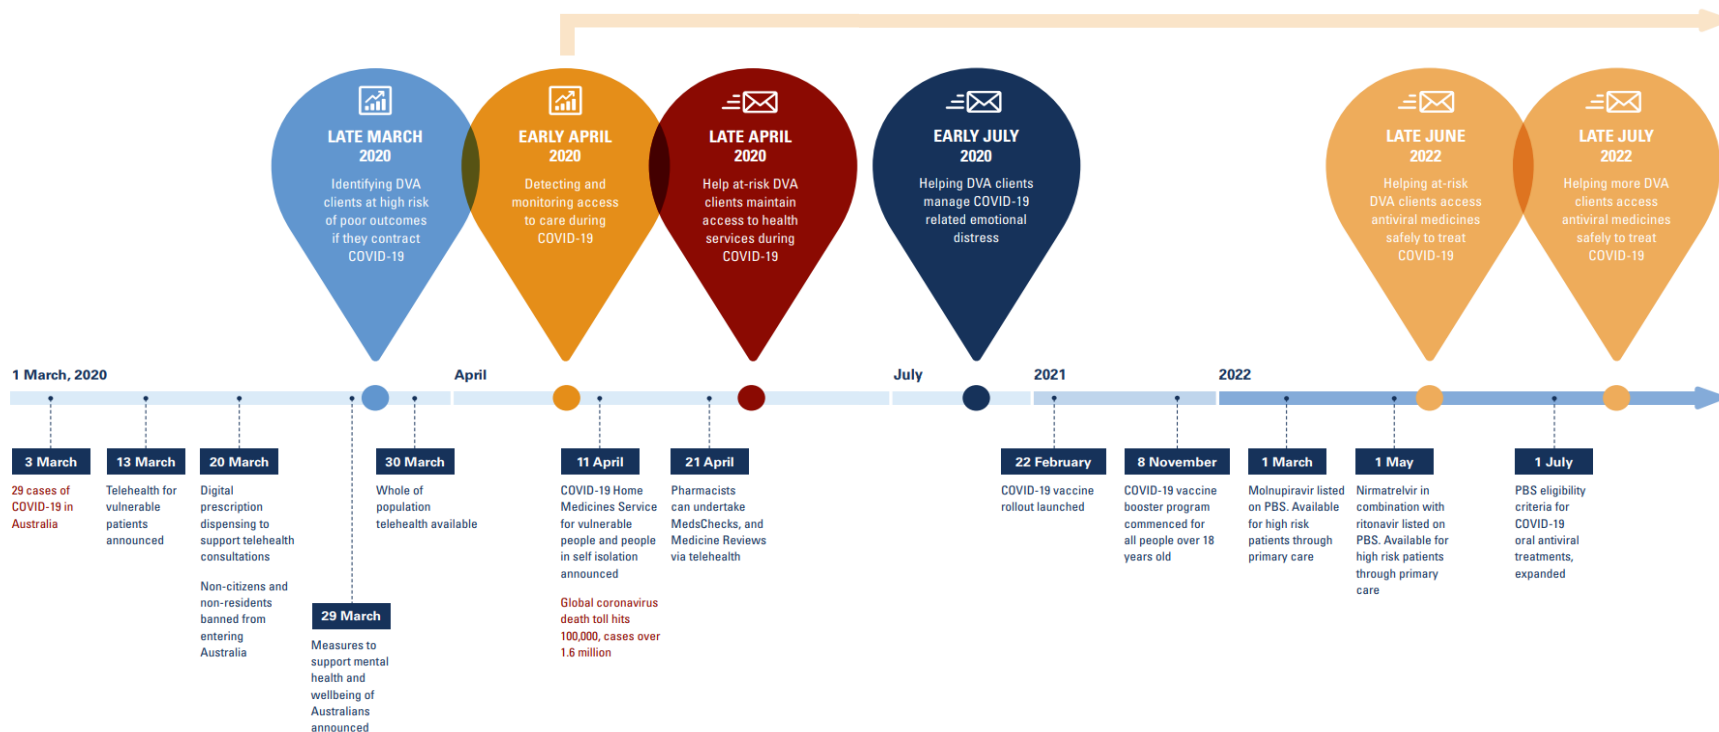 LATE MARCH
2020
Identifying DVA
clients at high risk
of poor outcomes
if they contract
COVID-19
EARLY APRIL
2020
Detecting and
monitoring access
to care during
COVID-19
LATE APRIL
2020
Help at-risk DVA
clients maintain
access to health
services during
COVID-19
EARLY JULY
2020
Helping DVA clients
manage COVID-19
related emotional
distress
LATE JUNE
2022
Helping at-risk
DVA clients access
antiviral medicines
safely to treat
COVID-19
LATE JULY
2022
Helping more DVA
clients access
antiviral medicines
safely to treat
COVID-19
1 March, 2020
April
July
2021
2022
3 March
29 cases of
COVID-19 in
Australia
13 March
Telehealth for
vulnerable
patients
announced
20 March
Digital
prescription
dispensing to
support telehealth
consultations
Non-citizens and
non-residents
banned from
entering
Australia
29 March
Measures to
support mental
health and
wellbeing of
Australians
announced
30 March
Whole of
population
telehealth available
11 April
COVID-19 Home
Medicines Service
for vulnerable
people and people
in self isolation
announced
Global coronavirus
death toll hits
100,000, cases over
1.6 million
21 April
Pharmacists
can undertake
MedsChecks, and
Medicine Reviews
via telehealth
22 February
COVID-19 vaccine
rollout launched
8 November
COVID-19 vaccine
booster program
commenced for
all people over 18
years old
1 March
Molnupiravir listed
on PBS. Available
for high risk
patients through
primary care
1 May
Nirmatrelvir in
combination with
ritonavir listed on
PBS. Available for
high risk patients
through primary
care
1 July
PBS eligibility
criteria for
COVID-19
oral antiviral
treatments,
expanded